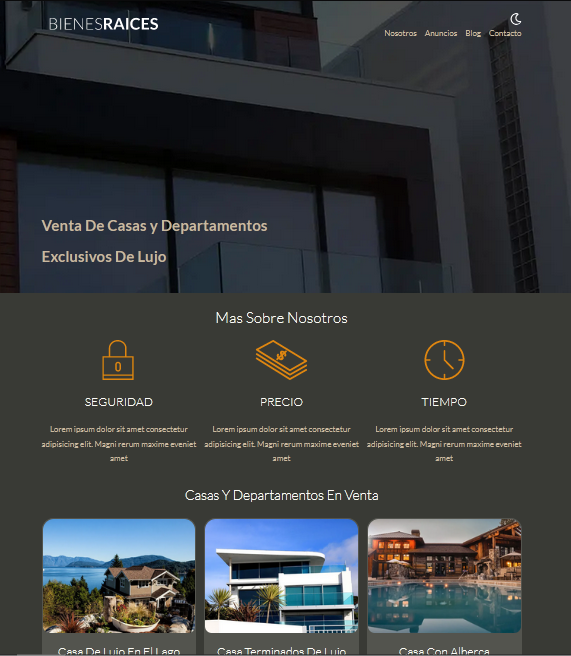 BIENESRAICES
Nosotros Anuncios Blog Contacto
Venta De Casas y Departamentos
Exclusivos De Lujo
Mas Sobre Nosotros
SEGURIDAD
Lorem ipsum dolor sit amet consectetur
adipisicing elit. Magni rerum maxime eveniet
amet
PRECIO
Lorem ipsum dolor sit amet consectetur
adipisicing elit. Magni rerum maxime eveniet
amet
TIEMPO
Lorem ipsum dolor sit amet consectetur
adipisicing elit. Magni rerum maxime eveniet
amet
Casas Y Departamentos En Venta
Casa De Lujo En El Lago
Casa Terminados De Lujo
Casa Con Alberca